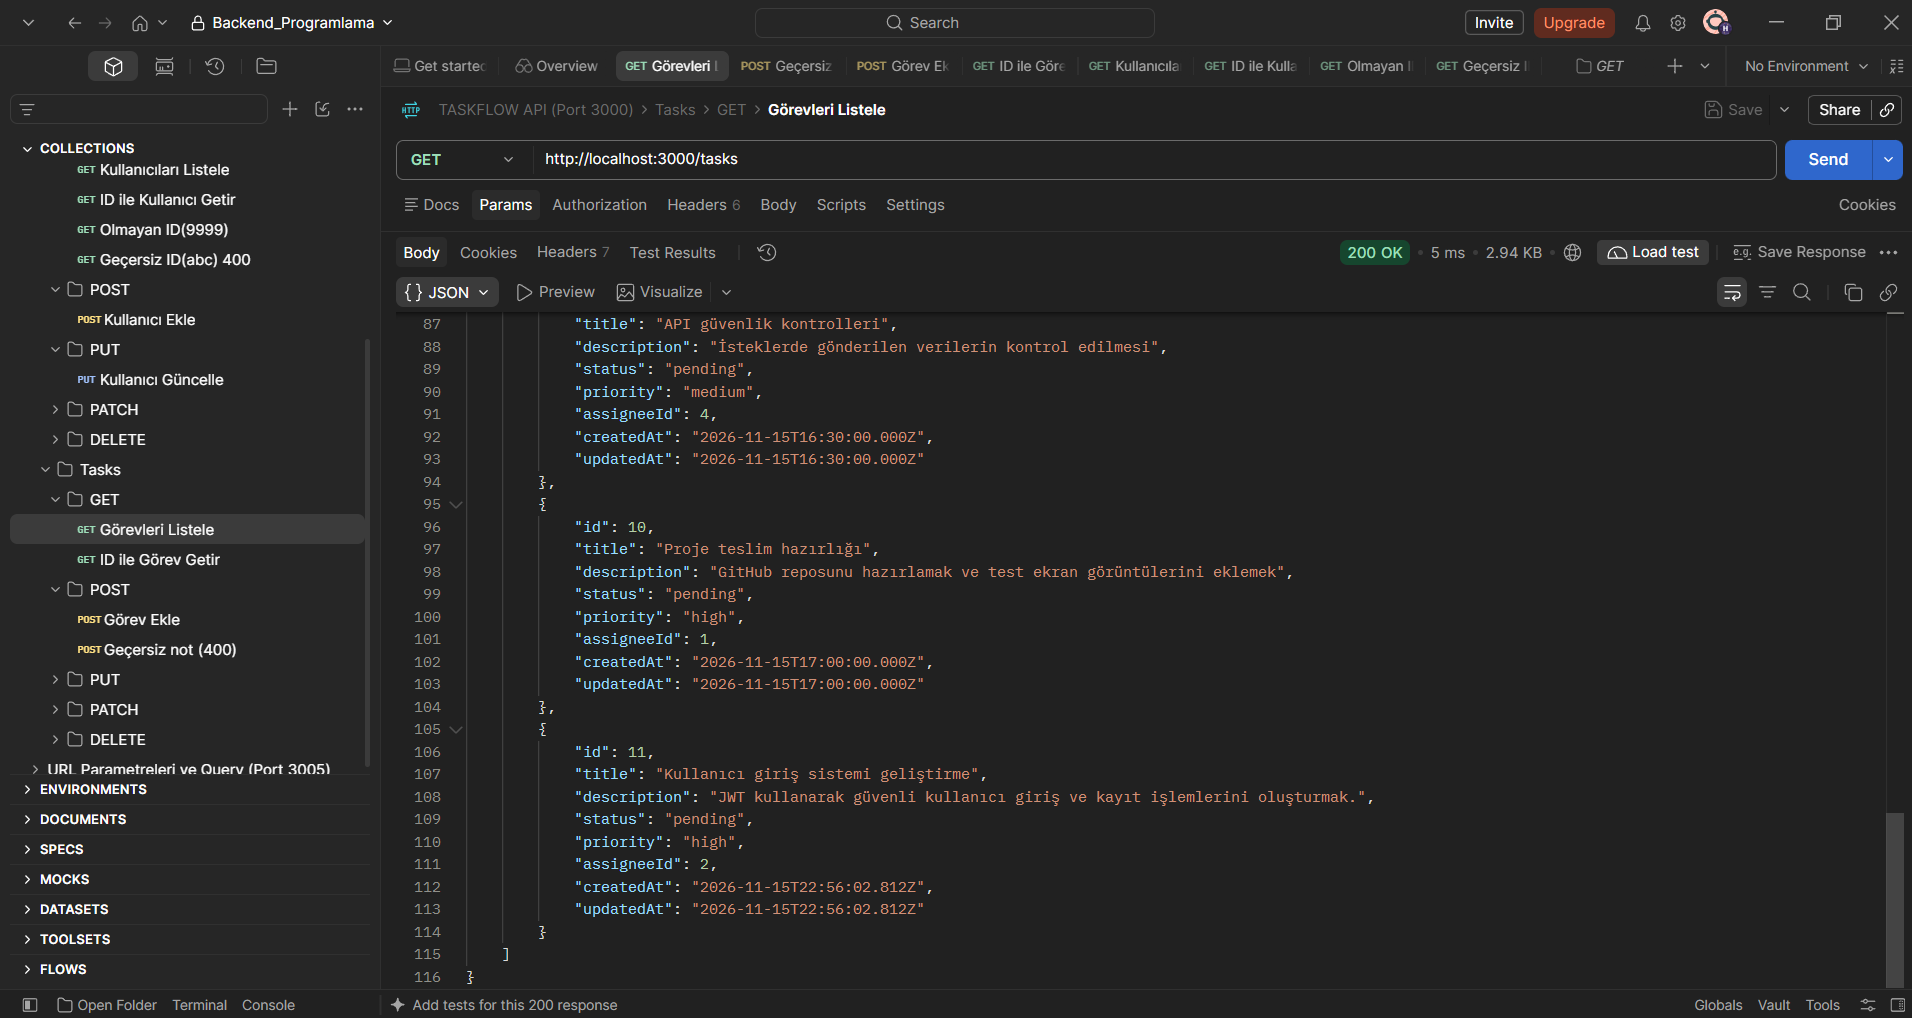 Backend_Programlama
Search
Invite
Upgrade
H
Get started
Overview
GET Görevleri
POST Geçersiz
POST Görev Ek
GET ID ile Göre
GET Kullanıcıla
GET ID ile Kulla
GET Olmayan I
GET Geçersiz I
GET
No Environment
HTTP TASKFLOW API (Port 3000) > Tasks > GET > Görevleri Listele
Save
Share
COLLECTIONS
GET Kullanıcıları Listele
GET ID ile Kullanıcı Getir
GET Olmayan ID(9999)
GET Geçersiz ID(abc) 400
POST
POST Kullanıcı Ekle
PUT
PUT Kullanıcı Güncelle
PATCH
DELETE
Tasks
GET
GET Görevleri Listele
GET ID ile Görev Getir
POST
POST Görev Ekle
POST Geçersiz not (400)
PUT
PATCH
DELETE
URL Parametreleri ve Query (Port 3005)
ENVIRONMENTS
DOCUMENTS
SPECS
MOCKS
DATASETS
TOOLSETS
FLOWS
GET http://localhost:3000/tasks
Send
Docs Params Authorization Headers 6 Body Scripts Settings Cookies
Body Cookies Headers 7 Test Results 200 OK • 5 ms • 2.94 KB • Load test e.g. Save Response
{} JSON Preview Visualize
87 "title": "API güvenlik kontrolleri",
88 "description": "İsteklerde gönderilen verilerin kontrol edilmesi",
89 "status": "pending",
90 "priority": "medium",
91 "assigneeId": 4,
92 "createdAt": "2026-11-15T16:30:00.000Z",
93 "updatedAt": "2026-11-15T16:30:00.000Z"
94 },
95 {
96 "id": 10,
97 "title": "Proje teslim hazırlığı",
98 "description": "GitHub reposunu hazırlamak ve test ekran görüntülerini eklemek",
99 "status": "pending",
100 "priority": "high",
101 "assigneeId": 1,
102 "createdAt": "2026-11-15T17:00:00.000Z",
103 "updatedAt": "2026-11-15T17:00:00.000Z"
104 },
105 {
106 "id": 11,
107 "title": "Kullanıcı giriş sistemi geliştirme",
108 "description": "JWT kullanarak güvenli kullanıcı giriş ve kayıt işlemlerini oluşturmak.",
109 "status": "pending",
110 "priority": "high",
111 "assigneeId": 2,
112 "createdAt": "2026-11-15T22:56:02.812Z",
113 "updatedAt": "2026-11-15T22:56:02.812Z"
114 }
115 ]
116 }
Open Folder Terminal Console
Add tests for this 200 response
Globals Vault Tools